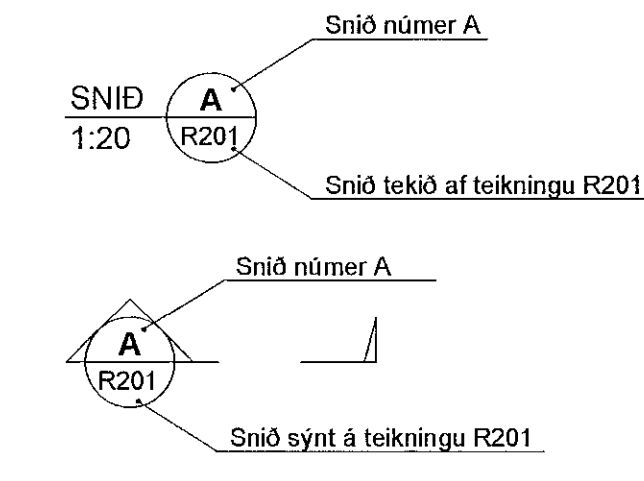 Snið númer A
SNIÐ
1:20
A
R201
Snið tekið af teikningu R201
Snið númer A
A
R201
Snið sýnt á teikningu R201